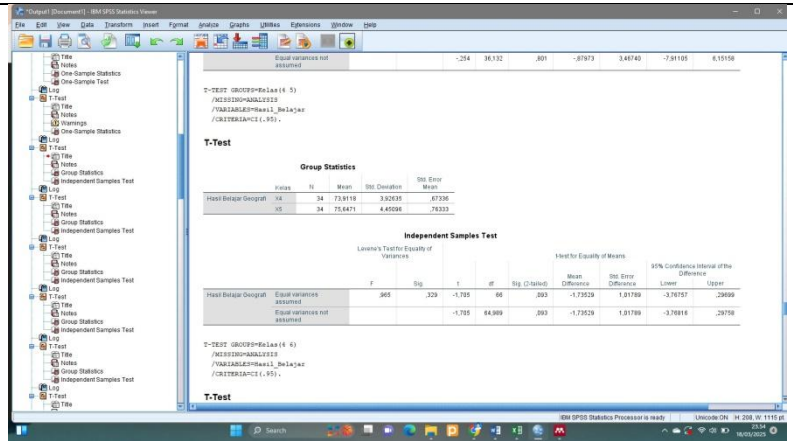 *Output1 [Document1] - IBM SPSS Statistics Viewer
File Edit View Data Transform Insert Format Analyze Graphs Utilities Extensions Window Help
Title
Notes
One-Sample Statistics
One-Sample Test
Log
T-Test
Title
Notes
Warnings
One-Sample Statistics
Log
T-Test
Title
Notes
Group Statistics
Independent Samples Test
Log
T-Test
Title
Notes
Group Statistics
Independent Samples Test
Log
T-Test
Title
Notes
Group Statistics
Independent Samples Test
Log
T-Test
Title
Notes
Group Statistics
Independent Samples Test
Log
T-Test
Title
Notes
Group Statistics
Independent Samples Test
Log
T-Test
Title
Equal variances not assumed -,254 36,132 ,801 -,87973 3,46740 -7,91105 6,15158
T-TEST GROUPS=Kelas(4 5)
/MISSING=ANALYSIS
/VARIABLES=Hasil_Belajar
/CRITERIA=CI(.95).
T-Test
Group Statistics
Kelas N Mean Std. Deviation Std. Error Mean
Hasil Belajar Geografi X4 34 73,9118 3,92635 ,67336
X5 34 75,6471 4,45096 ,76333
Independent Samples Test
Levene's Test for Equality of Variances t-test for Equality of Means
95% Confidence Interval of the Difference
F Sig. t df Sig. (2-tailed) Mean Difference Std. Error Difference Lower Upper
Hasil Belajar Geografi Equal variances assumed ,965 ,329 -1,705 66 ,093 -1,73529 1,01789 -3,76757 ,29699
Equal variances not assumed -1,705 64,989 ,093 -1,73529 1,01789 -3,76816 ,29758
T-TEST GROUPS=Kelas(4 6)
/MISSING=ANALYSIS
/VARIABLES=Hasil_Belajar
/CRITERIA=CI(.95).
T-Test
IBM SPSS Statistics Processor is ready Unicode:ON H: 208, W: 1115 pt.
Search
23.54
16/03/2025